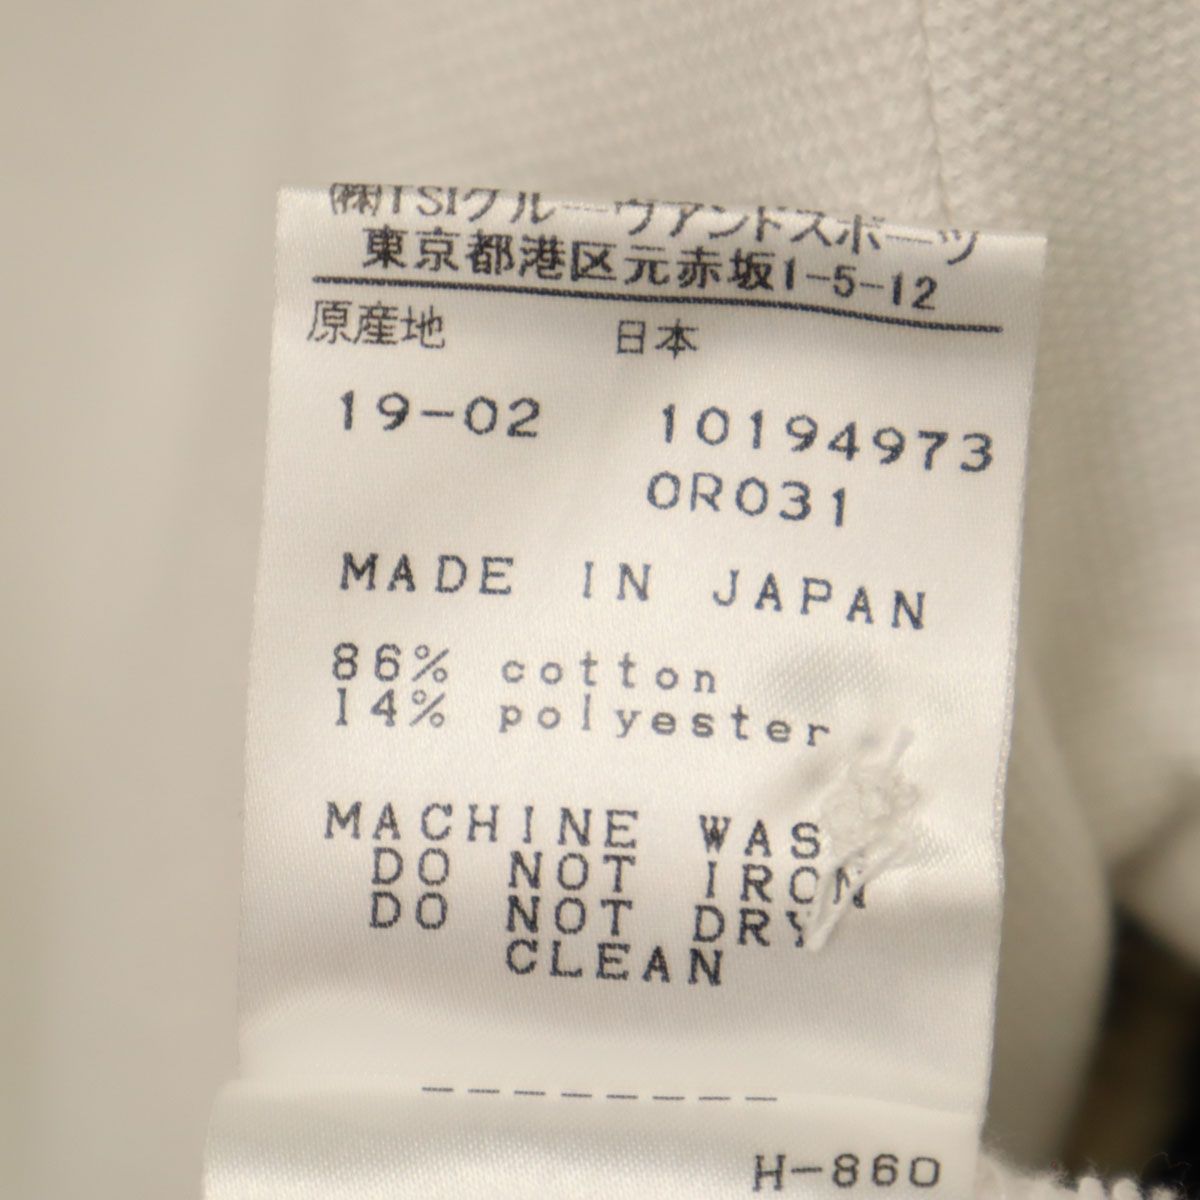 (株)TSIグルーヴアンドスポーツ
東京都港区元赤坂1-5-12
原産地 日本
19-02 10194973
0R031
MADE IN JAPAN
86% cotton
14% polyester
MACHINE WAS
DO NOT IRON
DO NOT DRY
CLEAN
H-860